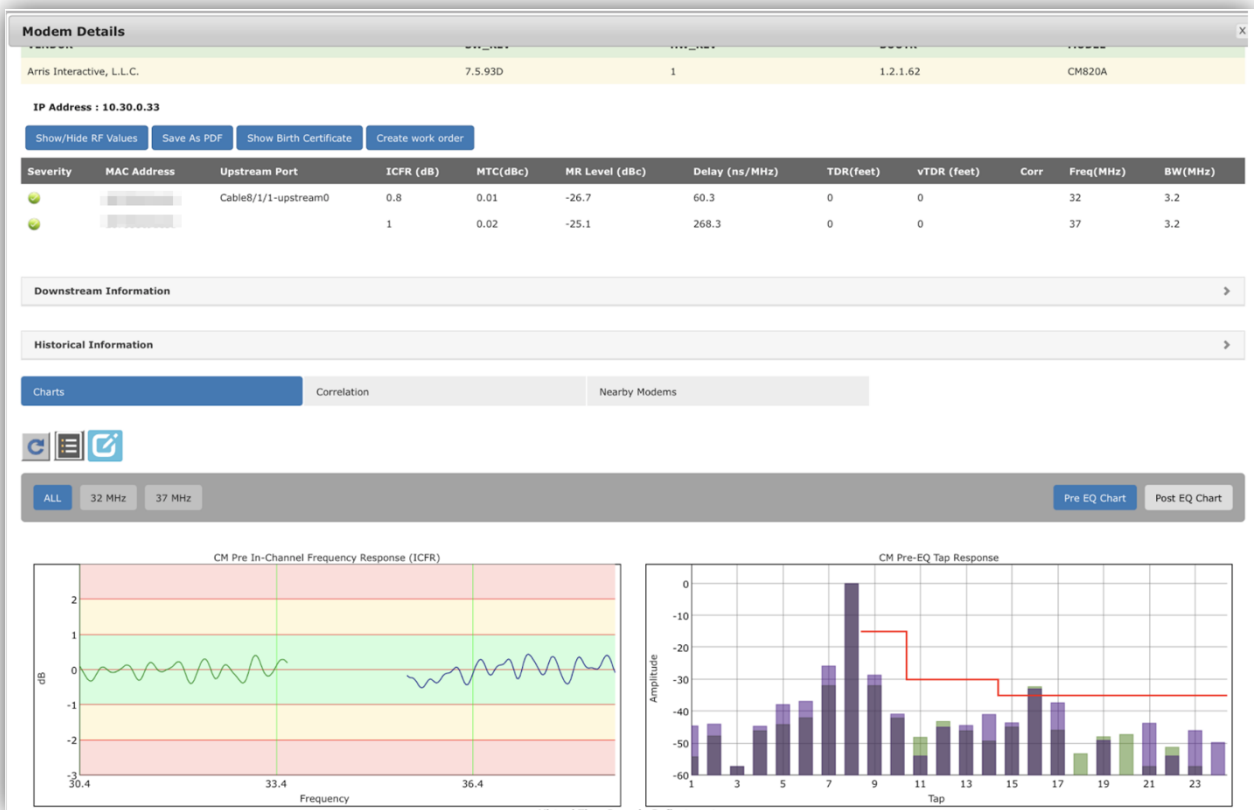 Modem Details X
VENDOR SW_REV HW_REV BOOTR MODEL
Arris Interactive, L.L.C. 7.5.93D 1 1.2.1.62 CM820A
IP Address : 10.30.0.33
Show/Hide RF Values Save As PDF Show Birth Certificate Create work order
Severity MAC Address Upstream Port ICFR (dB) MTC(dBc) MR Level (dBc) Delay (ns/MHz) TDR(feet) vTDR (feet) Corr Freq(MHz) BW(MHz)
Cable8/1/1-upstream0 0.8 0.01 -26.7 60.3 0 0 32 3.2
1 0.02 -25.1 268.3 0 0 37 3.2
Downstream Information
Historical Information
Charts Correlation Nearby Modems
ALL 32 MHz 37 MHz Pre EQ Chart Post EQ Chart
CM Pre In-Channel Frequency Response (ICFR)
2
1
0
-1
-2
-3
dB
30.4 33.4 36.4
Frequency
CM Pre-EQ Tap Response
0
-10
-20
-30
-40
-50
-60
Amplitude
1 3 5 7 9 11 13 15 17 19 21 23
Tap